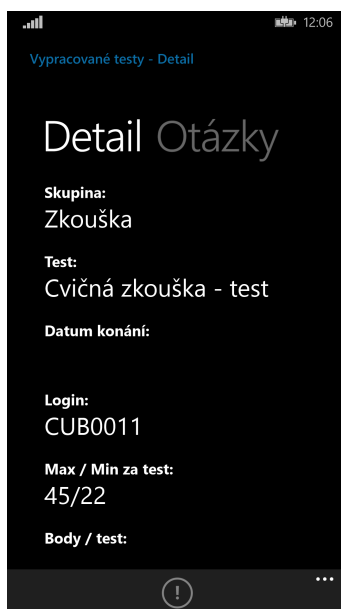 12:06
Vypracované testy - Detail
Detail Otázky
Skupina:
Zkouška
Test:
Cvičná zkouška - test
Datum konání:
Login:
CUB0011
Max / Min za test:
45/22
Body / test: